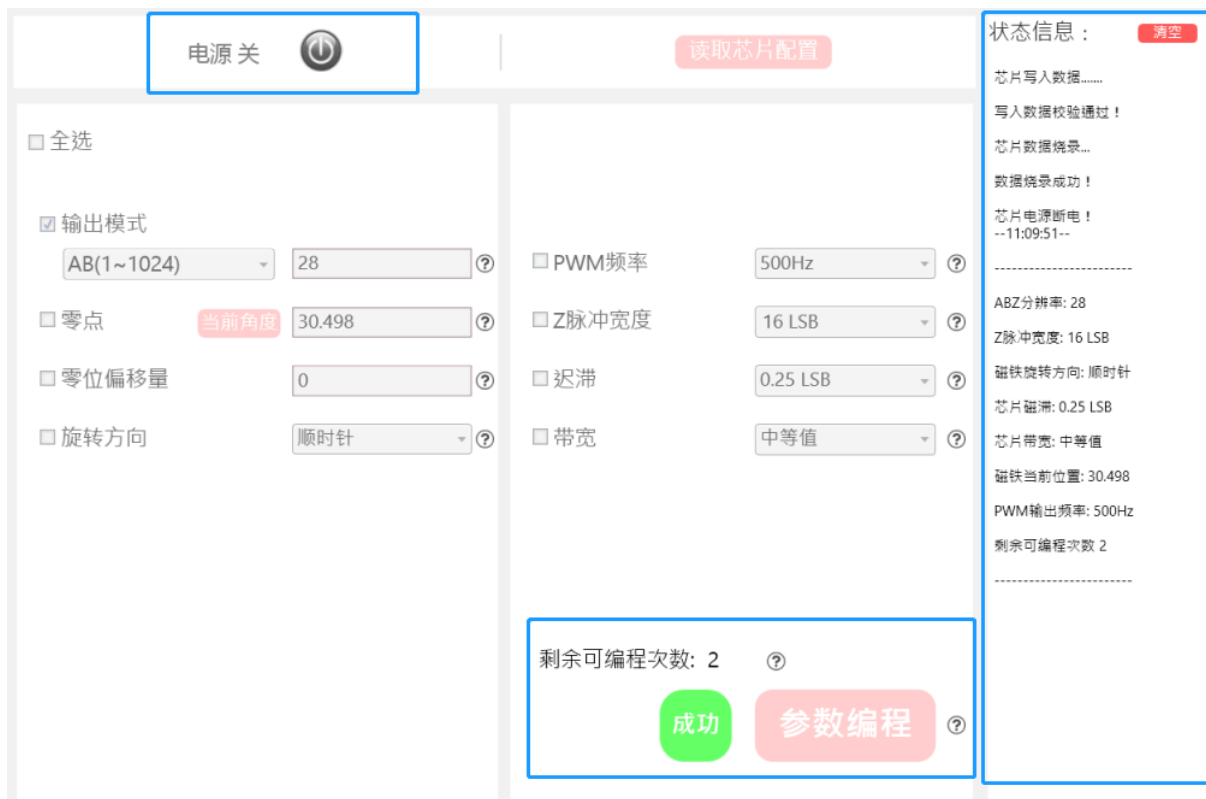 电源 关
读取芯片配置
全选
输出模式
AB(1~1024)
28
零点
当前角度
30.498
零位偏移量
0
旋转方向
顺时针
PWM频率
500Hz
Z脉冲宽度
16 LSB
迟滞
0.25 LSB
带宽
中等值
剩余可编程次数: 2
成功
参数编程
状态信息：
清空
芯片写入数据......
写入数据校验通过！
芯片数据烧录...
数据烧录成功！
芯片电源断电！
--11:09:51--
------------------------
ABZ分辨率: 28
Z脉冲宽度: 16 LSB
磁铁旋转方向: 顺时针
芯片磁滞: 0.25 LSB
芯片带宽: 中等值
磁铁当前位置: 30.498
PWM输出频率: 500Hz
剩余可编程次数 2
------------------------